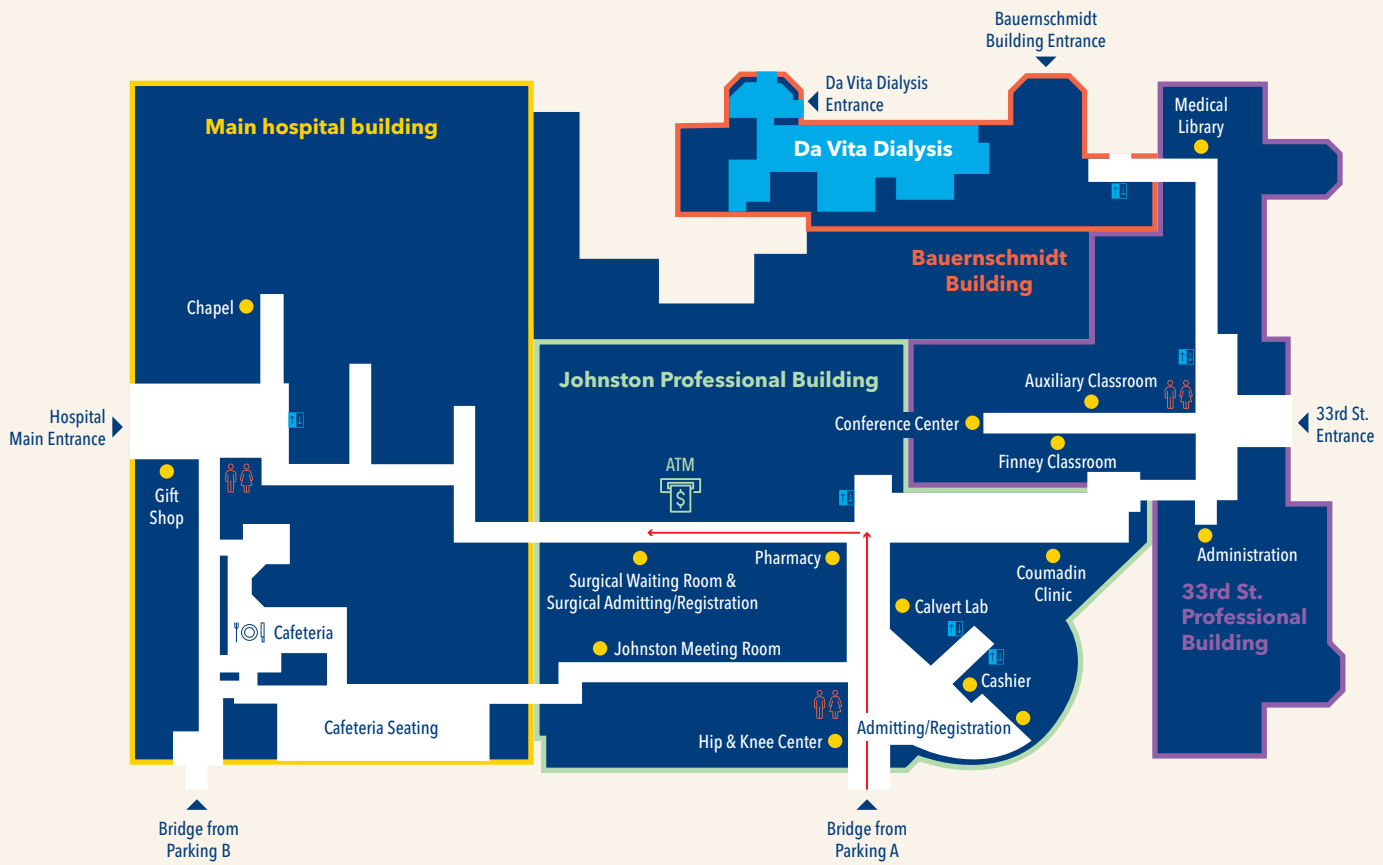 Bauernschmidt
Building Entrance
Da Vita Dialysis
Entrance
Medical
Library
Main hospital building
Da Vita Dialysis
Bauernschmidt
Building
Chapel
Johnston Professional Building
Auxiliary Classroom
Hospital
Main Entrance
Conference Center
33rd St.
Entrance
Finney Classroom
ATM
$
Gift
Shop
Pharmacy
Administration
Surgical Waiting Room &
Surgical Admitting/Registration
Coumadin
Clinic
33rd St.
Professional
Building
Calvert Lab
Cafeteria
Johnston Meeting Room
Cashier
Cafeteria Seating
Admitting/Registration
Hip & Knee Center
Bridge from
Parking B
Bridge from
Parking A